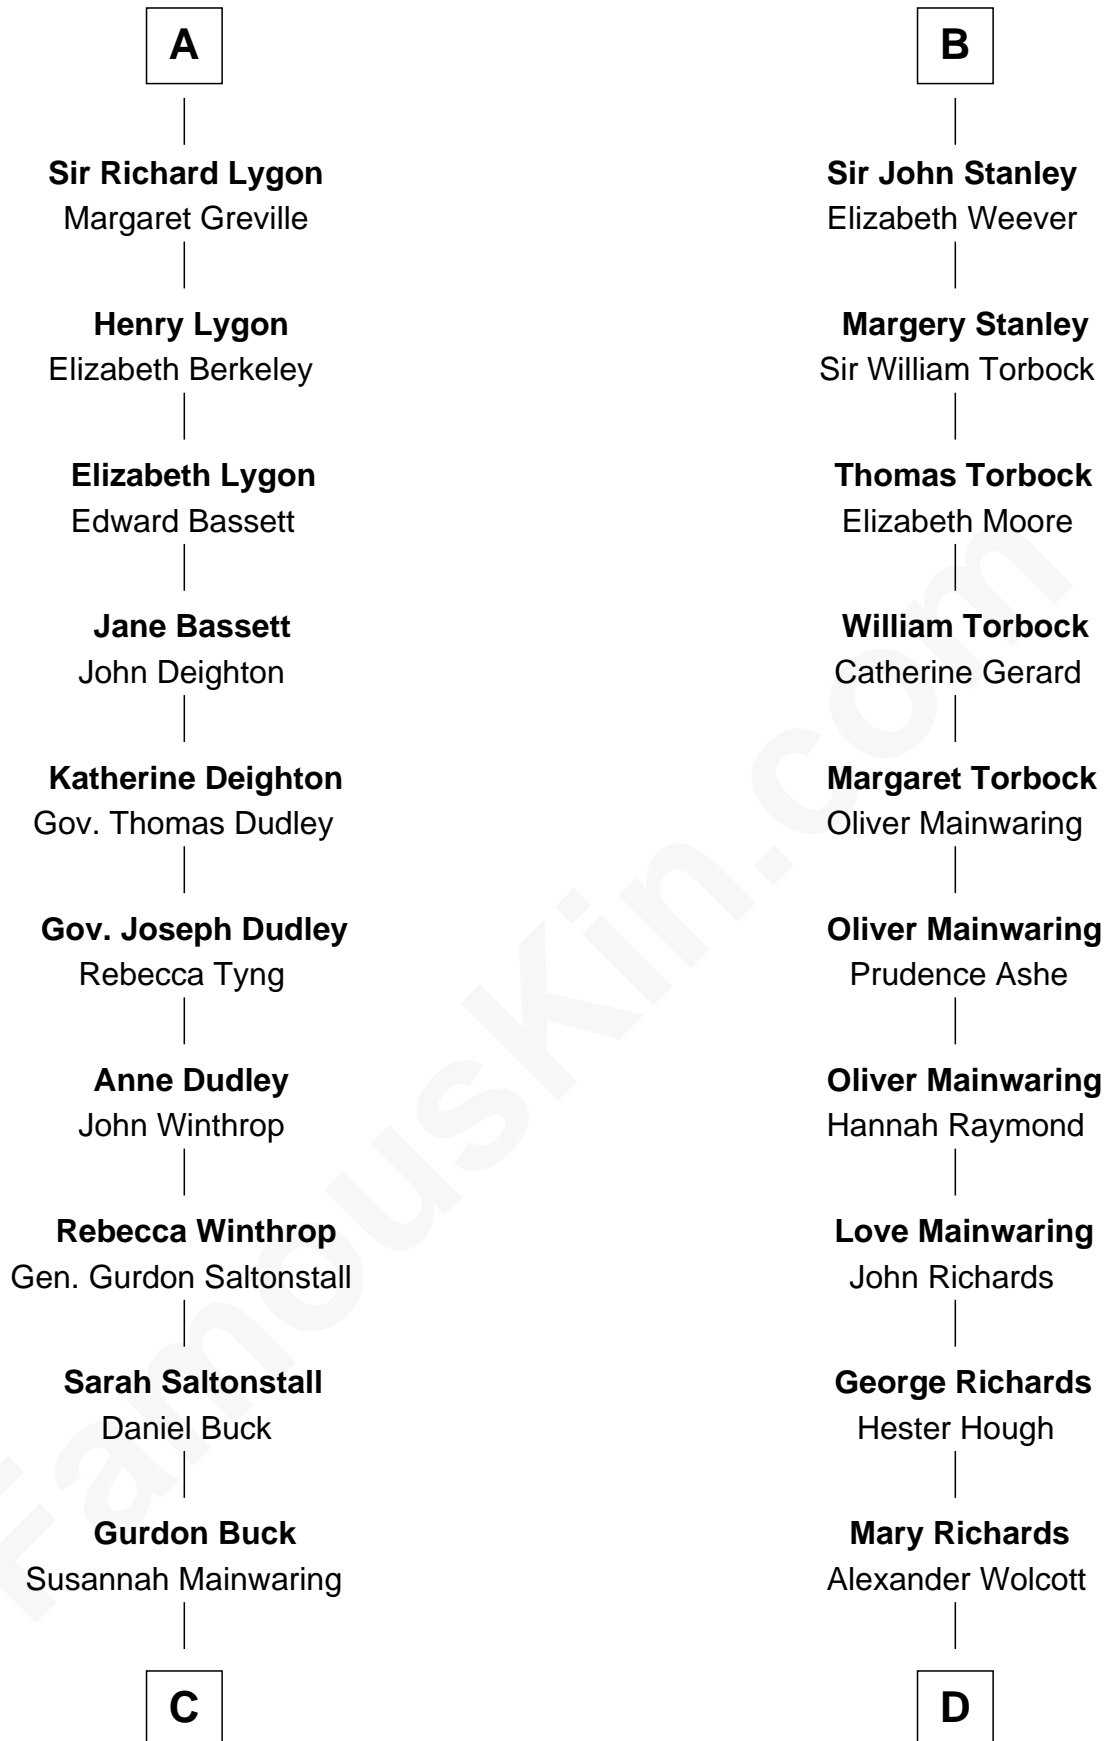 A
Sir Richard Lygon
Margaret Greville
Henry Lygon
Elizabeth Berkeley
Elizabeth Lygon
Edward Bassett
Jane Bassett
John Deighton
Katherine Deighton
Gov. Thomas Dudley
Gov. Joseph Dudley
Rebecca Tyng
Anne Dudley
John Winthrop
Rebecca Winthrop
Gen. Gurdon Saltonstall
Sarah Saltonstall
Daniel Buck
Gurdon Buck
Susannah Mainwaring
C
B
Sir John Stanley
Elizabeth Weever
Margery Stanley
Sir William Torbock
Thomas Torbock
Elizabeth Moore
William Torbock
Catherine Gerard
Margaret Torbock
Oliver Mainwaring
Oliver Mainwaring
Prudence Ashe
Oliver Mainwaring
Hannah Raymond
Love Mainwaring
John Richards
George Richards
Hester Hough
Mary Richards
Alexander Wolcott
D
FamousKin.com